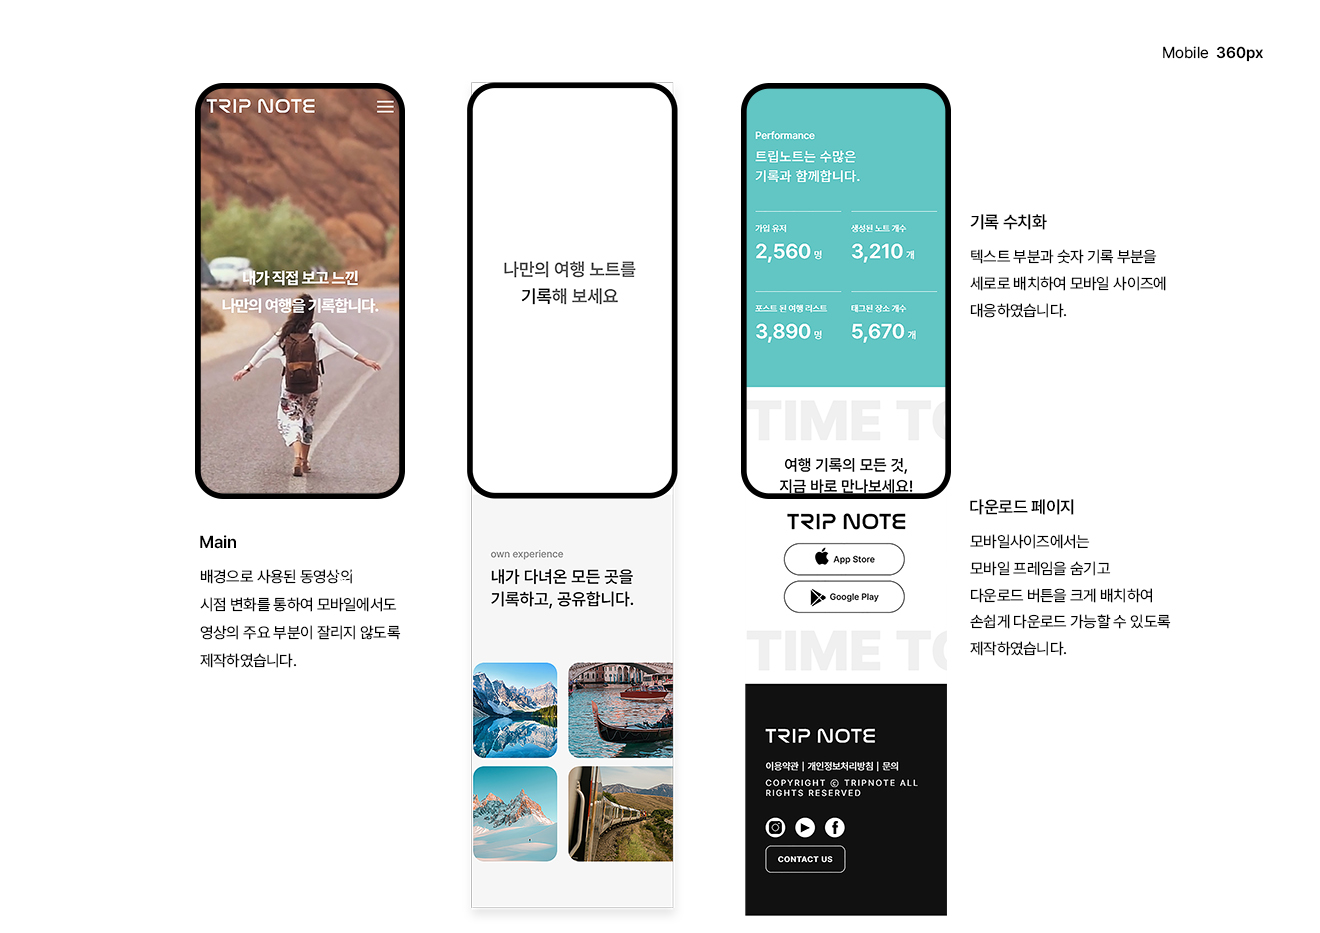 Mobile 360px
TRIP NOTE
내가 직접 보고 느낀
나만의 여행을 기록합니다.
Main
배경으로 사용된 동영상의
시점 변화를 통하여 모바일에서도
영상의 주요 부분이 잘리지 않도록
제작하였습니다.
나만의 여행 노트를
기록해 보세요
own experience
내가 다녀온 모든 곳을
기록하고, 공유합니다.
Performance
트립노트는 수많은
기록과 함께합니다.
가입 유저 생성된 노트 개수
2,560 명 3,210 개
포스트 된 여행 리스트 태그된 장소 개수
3,890 명 5,670 개
TIME TO
여행 기록의 모든 것,
지금 바로 만나보세요!
TRIP NOTE
App Store
Google Play
TIME TO
TRIP NOTE
이용약관 | 개인정보처리방침 | 문의
COPYRIGHT ⓒ TRIPNOTE ALL
RIGHTS RESERVED
CONTACT US
기록 수치화
텍스트 부분과 숫자 기록 부분을
세로로 배치하여 모바일 사이즈에
대응하였습니다.
다운로드 페이지
모바일사이즈에서는
모바일 프레임을 숨기고
다운로드 버튼을 크게 배치하여
손쉽게 다운로드 가능할 수 있도록
제작하였습니다.